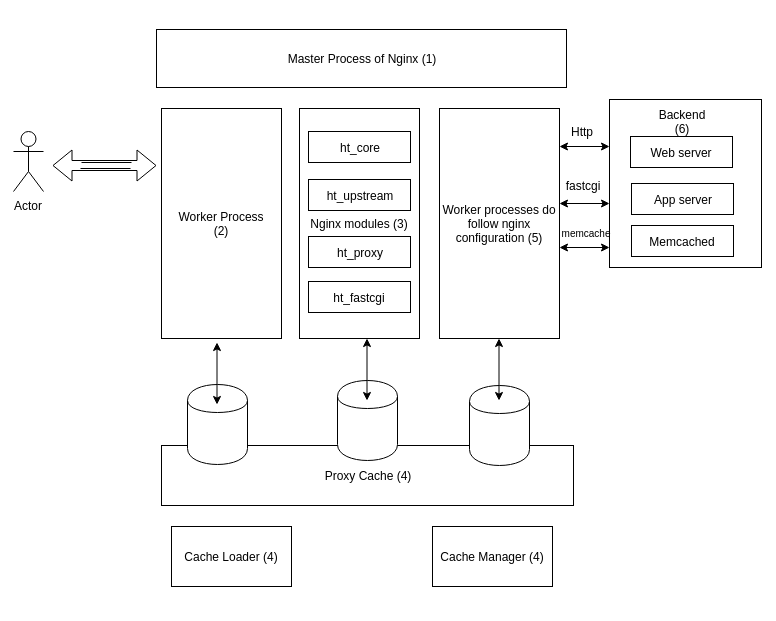 Master Process of Nginx (1)
Actor
Worker Process
(2)
ht_core
ht_upstream
Nginx modules (3)
ht_proxy
ht_fastcgi
Worker processes do
follow nginx
configuration (5)
Http
fastcgi
memcache
Backend
(6)
Web server
App server
Memcached
Proxy Cache (4)
Cache Loader (4)
Cache Manager (4)